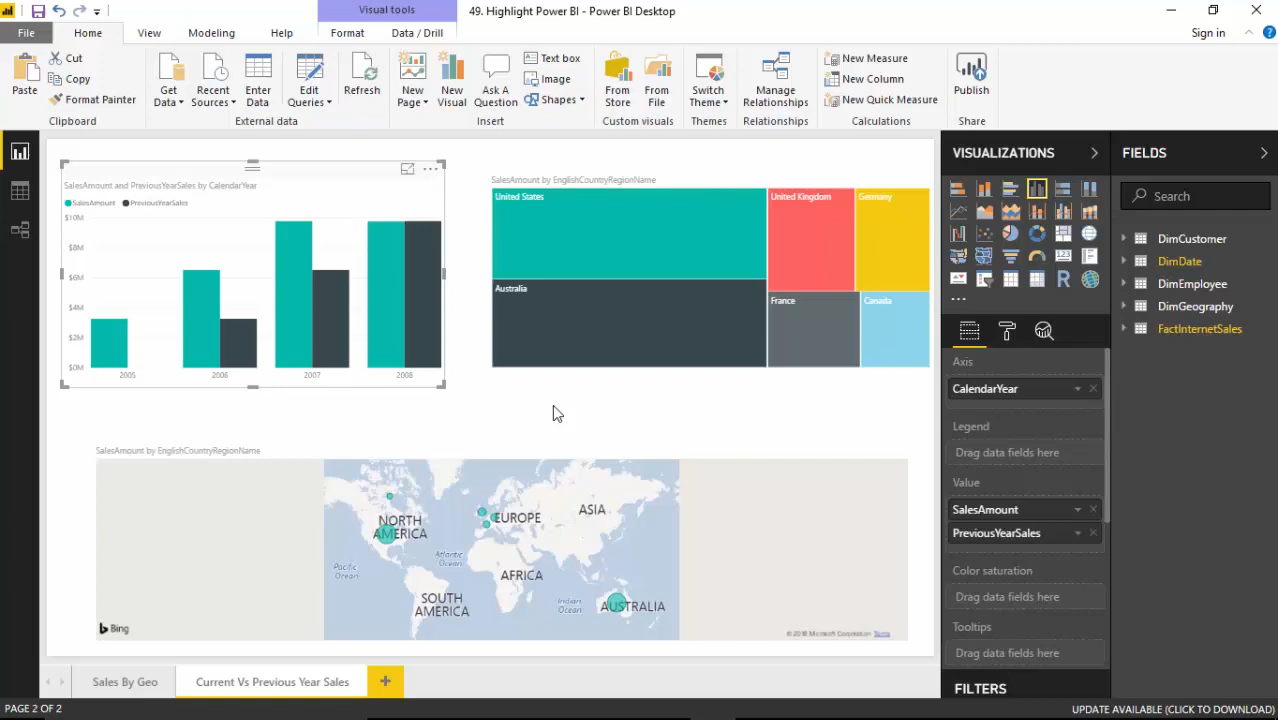 Visual tools
49. Highlight Power BI - Power BI Desktop
File
Home
View
Modeling
Help
Format
Data / Drill
Sign in
Paste
Cut
Copy
Format Painter
Clipboard
Get
Data
Recent
Sources
Enter
Data
Edit
Queries
Refresh
External data
New
Page
New
Visual
Ask A
Question
Text box
Image
Shapes
Insert
From
Store
From
File
Custom visuals
Switch
Theme
Themes
Manage
Relationships
Relationships
New Measure
New Column
New Quick Measure
Calculations
Publish
Share
SalesAmount and PreviousYearSales by CalendarYear
SalesAmount
PreviousYearSales
$10M
$8M
$6M
$4M
$2M
$0M
2005
2006
2007
2008
SalesAmount by EnglishCountryRegionName
United States
United Kingdom
Germany
Australia
France
Canada
SalesAmount by EnglishCountryRegionName
NORTH
AMERICA
EUROPE
ASIA
Atlantic
Ocean
Pacific
Ocean
AFRICA
SOUTH
AMERICA
Indian
Ocean
AUSTRALIA
Bing
© 2018 Microsoft Corporation Terms
VISUALIZATIONS
R
Axis
CalendarYear
Legend
Drag data fields here
Value
SalesAmount
PreviousYearSales
Color saturation
Drag data fields here
Tooltips
Drag data fields here
FILTERS
FIELDS
Search
DimCustomer
DimDate
DimEmployee
DimGeography
FactInternetSales
Sales By Geo
Current Vs Previous Year Sales
PAGE 2 OF 2
UPDATE AVAILABLE (CLICK TO DOWNLOAD)